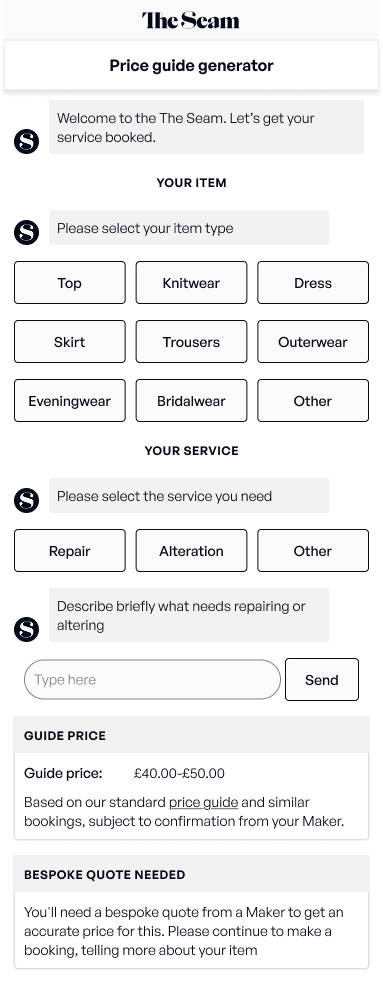 The Seam
Price guide generator
Welcome to the The Seam. Let’s get your
service booked.
S
YOUR ITEM
Please select your item type
S
Top
Knitwear
Dress
Skirt
Trousers
Outerwear
Eveningwear
Bridalwear
Other
YOUR SERVICE
Please select the service you need
S
Repair
Alteration
Other
Describe briefly what needs repairing or
altering
S
Type here
Send
GUIDE PRICE
Guide price: £40.00-£50.00
Based on our standard price guide and similar
bookings, subject to confirmation from your Maker.
BESPOKE QUOTE NEEDED
You'll need a bespoke quote from a Maker to get an
accurate price for this. Please continue to make a
booking, telling more about your item